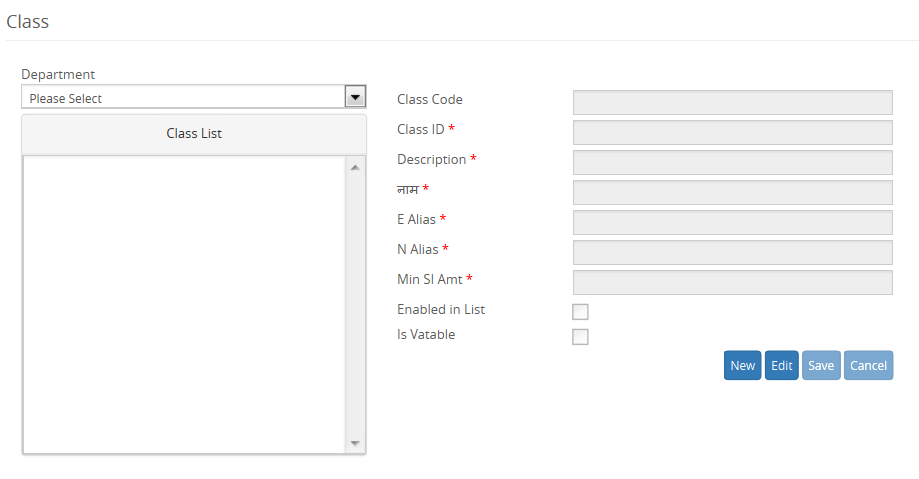 Class
Department
Please Select
Class List
Class Code
Class ID *
Description *
नाम *
E Alias *
N Alias *
Min SI Amt *
Enabled in List
Is Vatable
New Edit Save Cancel